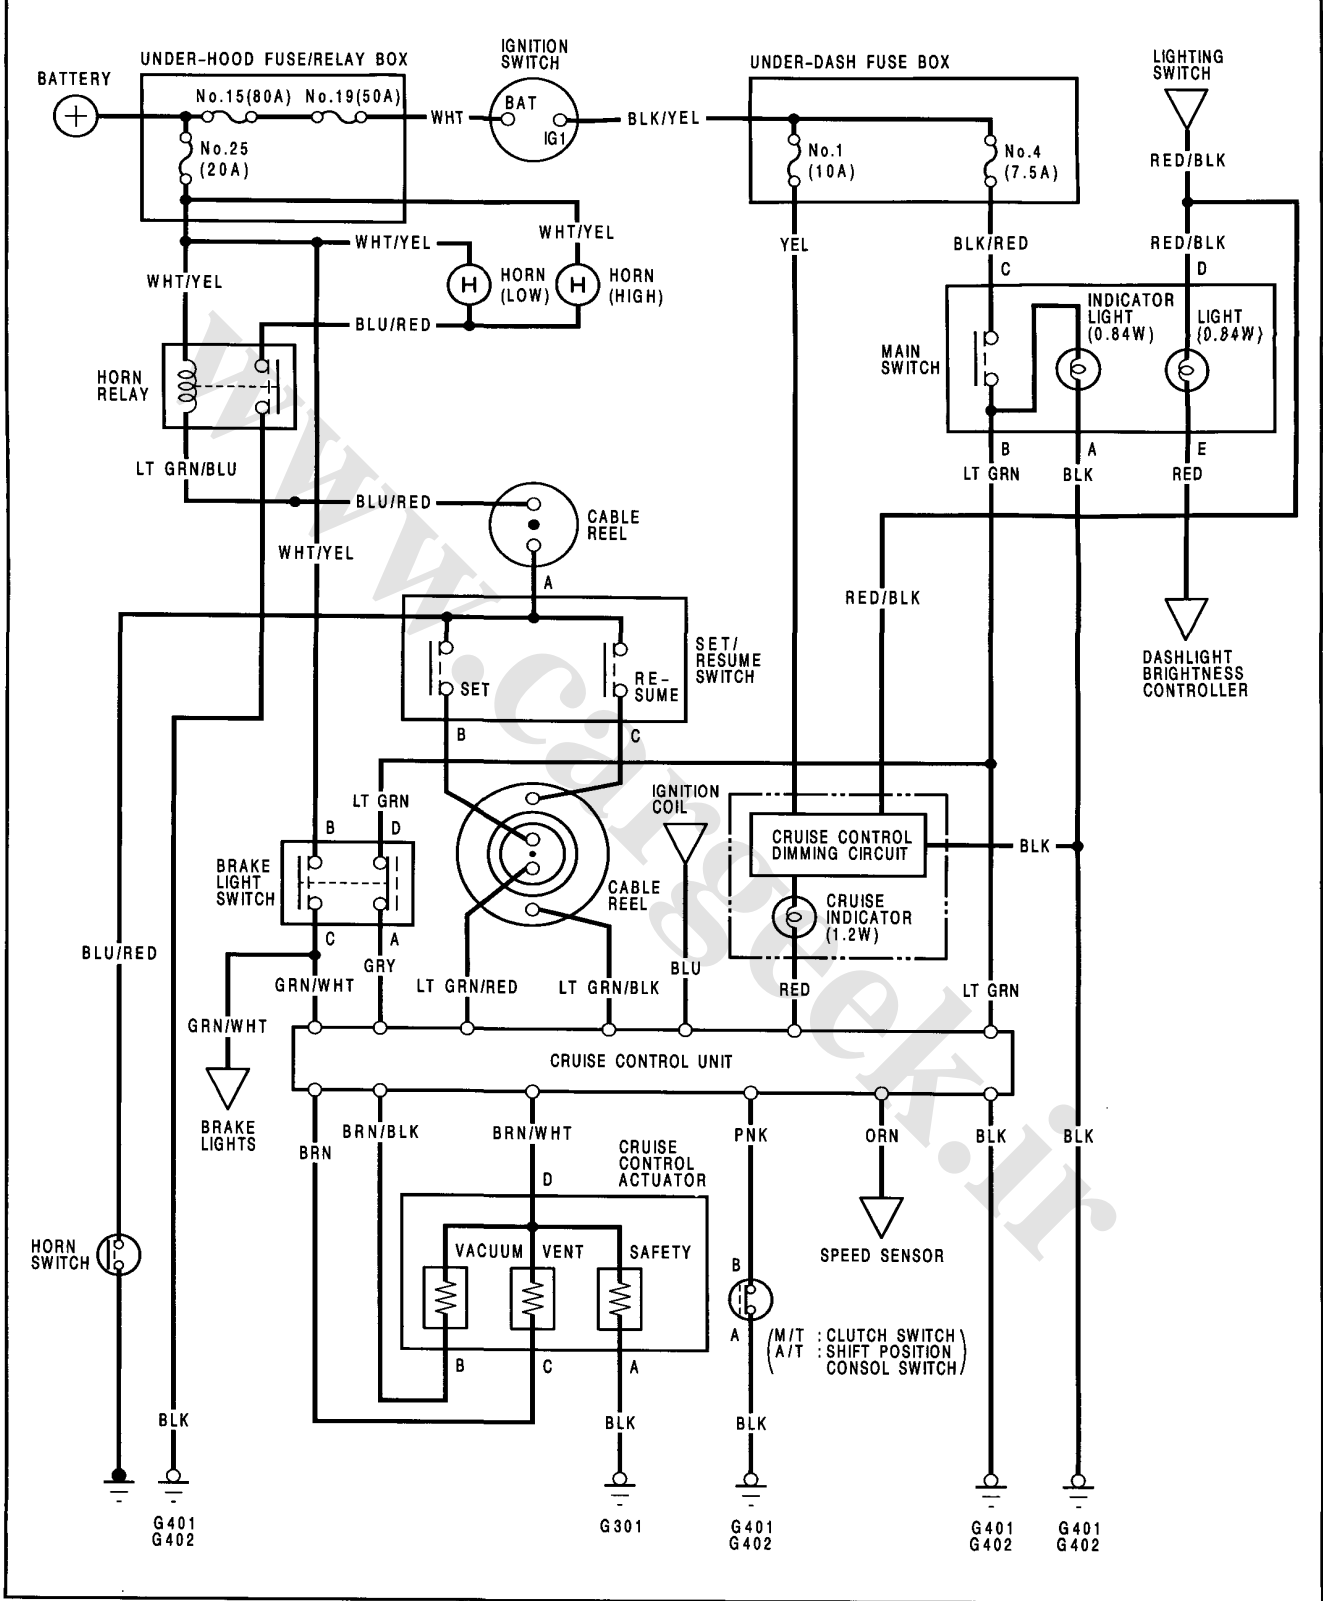 UNDER-HOOD FUSE/RELAY BOX
IGNITION
SWITCH
UNDER-DASH FUSE BOX
LIGHTING
SWITCH
BATTERY
No.15(80A)
No.19(50A)
WHT
BAT
IG1
BLK/YEL
No.25
(20A)
No.1
(10A)
No.4
(7.5A)
RED/BLK
WHT/YEL
WHT/YEL
YEL
BLK/RED
RED/BLK
WHT/YEL
HORN
(LOW)
H
H
HORN
(HIGH)
C
D
INDICATOR
LIGHT
(0.84W)
LIGHT
(0.84W)
BLU/RED
MAIN
SWITCH
HORN
RELAY
B
A
E
LT GRN/BLU
LT GRN
BLK
RED
BLU/RED
CABLE
REEL
WHT/YEL
A
RED/BLK
SET/
RESUME
SWITCH
SET
RE-
SUME
DASHLIGHT
BRIGHTNESS
CONTROLLER
B
C
LT GRN
IGNITION
COIL
B
D
CRUISE CONTROL
DIMMING CIRCUIT
BLK
BRAKE
LIGHT
SWITCH
CABLE
REEL
CRUISE
INDICATOR
(1.2W)
C
A
BLU/RED
GRY
BLU
GRN/WHT
LT GRN/RED
LT GRN/BLK
RED
LT GRN
GRN/WHT
CRUISE CONTROL UNIT
BRAKE
LIGHTS
BRN
BRN/BLK
BRN/WHT
PNK
ORN
BLK
BLK
CRUISE
CONTROL
ACTUATOR
D
HORN
SWITCH
VACUUM
VENT
SAFETY
SPEED SENSOR
B
A
(M/T : CLUTCH SWITCH)
(A/T : SHIFT POSITION
CONSOL SWITCH)
B
C
A
BLK
BLK
BLK
G401
G402
G301
G401
G402
G401
G402
G401
G402
www.cargeek.ir